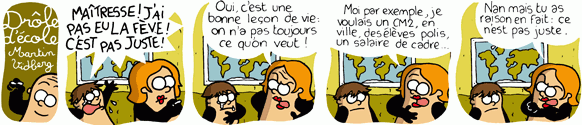 Drôle
d'école
Martin
Vidberg
MAÎTRESSE ! J'AI
PAS EU LA FÈVE !
C'EST PAS JUSTE !
Oui, c'est une
bonne leçon de vie :
on n'a pas toujours
ce qu'on veut !
Moi par exemple, je
voulais un CM2, en
ville, des élèves polis,
un salaire de cadre...
Nan mais tu as
raison en fait : ce
n'est pas juste.